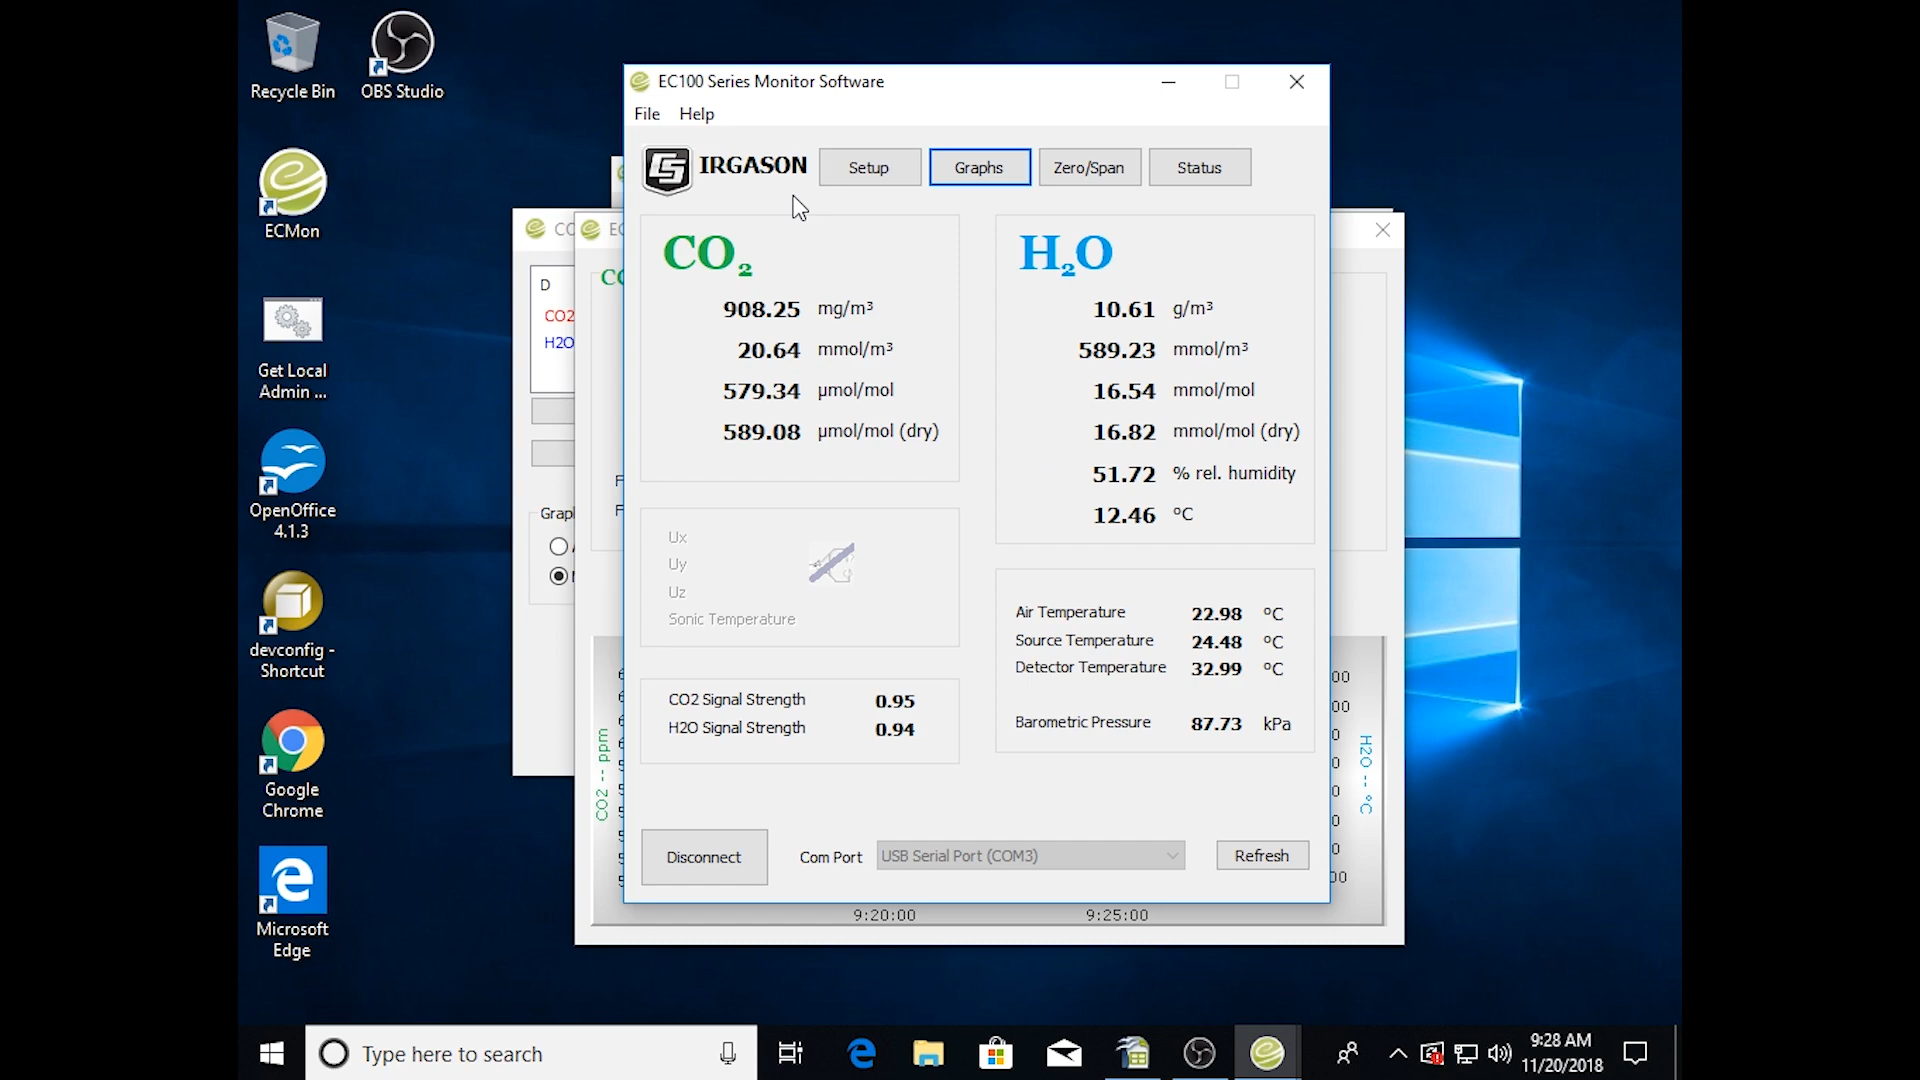 Recycle Bin
OBS Studio
ECMon
Get Local
Admin ...
OpenOffice
4.1.3
devconfig -
Shortcut
Google
Chrome
Microsoft
Edge
EC100 Series Monitor Software
File Help
IRGASON
Setup
Graphs
Zero/Span
Status
CO₂
908.25 mg/m³
20.64 mmol/m³
579.34 µmol/mol
589.08 µmol/mol (dry)
H₂O
10.61 g/m³
589.23 mmol/m³
16.54 mmol/mol
16.82 mmol/mol (dry)
51.72 % rel. humidity
12.46 ºC
Ux
Uy
Uz
Sonic Temperature
CO2 Signal Strength 0.95
H2O Signal Strength 0.94
Air Temperature 22.98 ºC
Source Temperature 24.48 ºC
Detector Temperature 32.99 ºC
Barometric Pressure 87.73 kPa
Disconnect
Com Port
USB Serial Port (COM3)
Refresh
D
CO2
H2O
CO2 -- ppm
H2O -- ºC
9:20:00
9:25:00
Type here to search
9:28 AM
11/20/2018